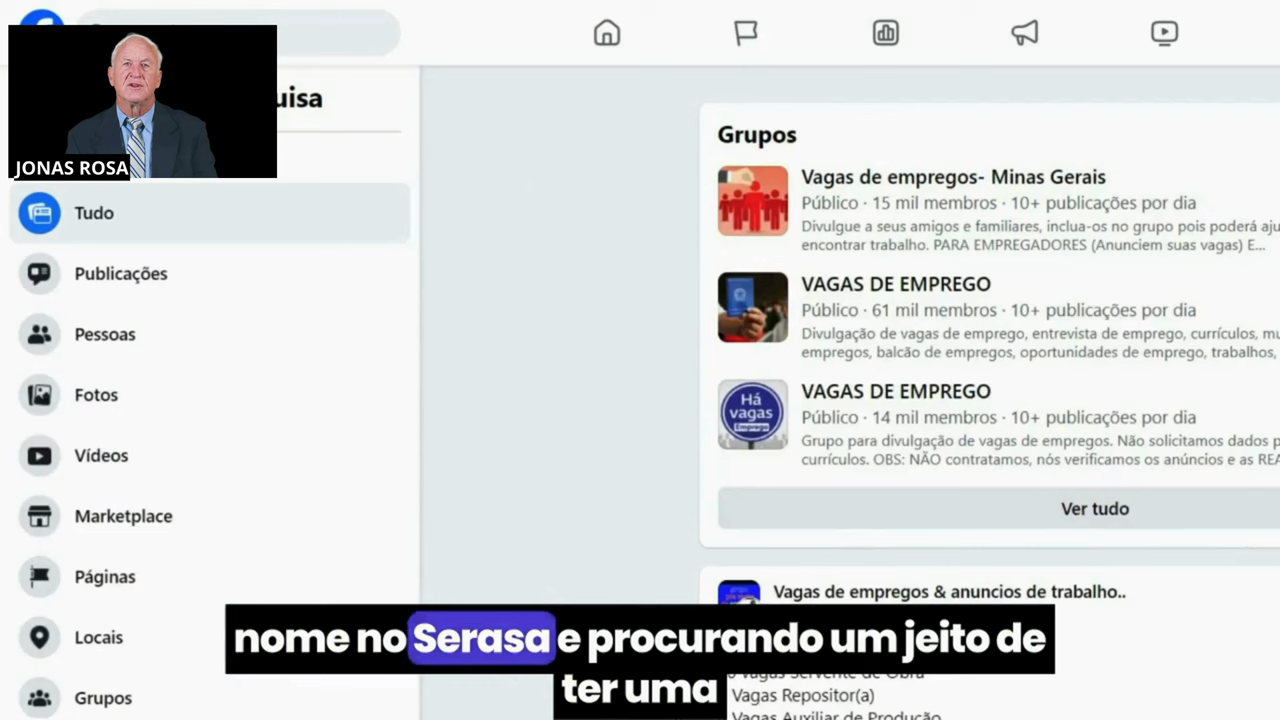 uisa
JONAS ROSA
Tudo
Publicações
Pessoas
Fotos
Vídeos
Marketplace
Páginas
Locais
Grupos
Grupos
Vagas de empregos- Minas Gerais
Público · 15 mil membros · 10+ publicações por dia
Divulgue a seus amigos e familiares, inclua-os no grupo pois poderá aju
encontrar trabalho. PARA EMPREGADORES (Anunciem suas vagas) E...
VAGAS DE EMPREGO
Público · 61 mil membros · 10+ publicações por dia
Divulgação de vagas de emprego, entrevista de emprego, currículos, mu
empregos, balcão de empregos, oportunidades de emprego, trabalhos,
Há
vagas
Emprego
VAGAS DE EMPREGO
Público · 14 mil membros · 10+ publicações por dia
Grupo para divulgação de vagas de empregos. Não solicitamos dados p
currículos. OBS: NÃO contratamos, nós verificamos os anúncios e as REA
Ver tudo
Vagas de empregos & anuncios de trabalho..
nome no Serasa e procurando um jeito de
ter uma
Vagas Repositor(a)
Vagas Auxiliar de Produção